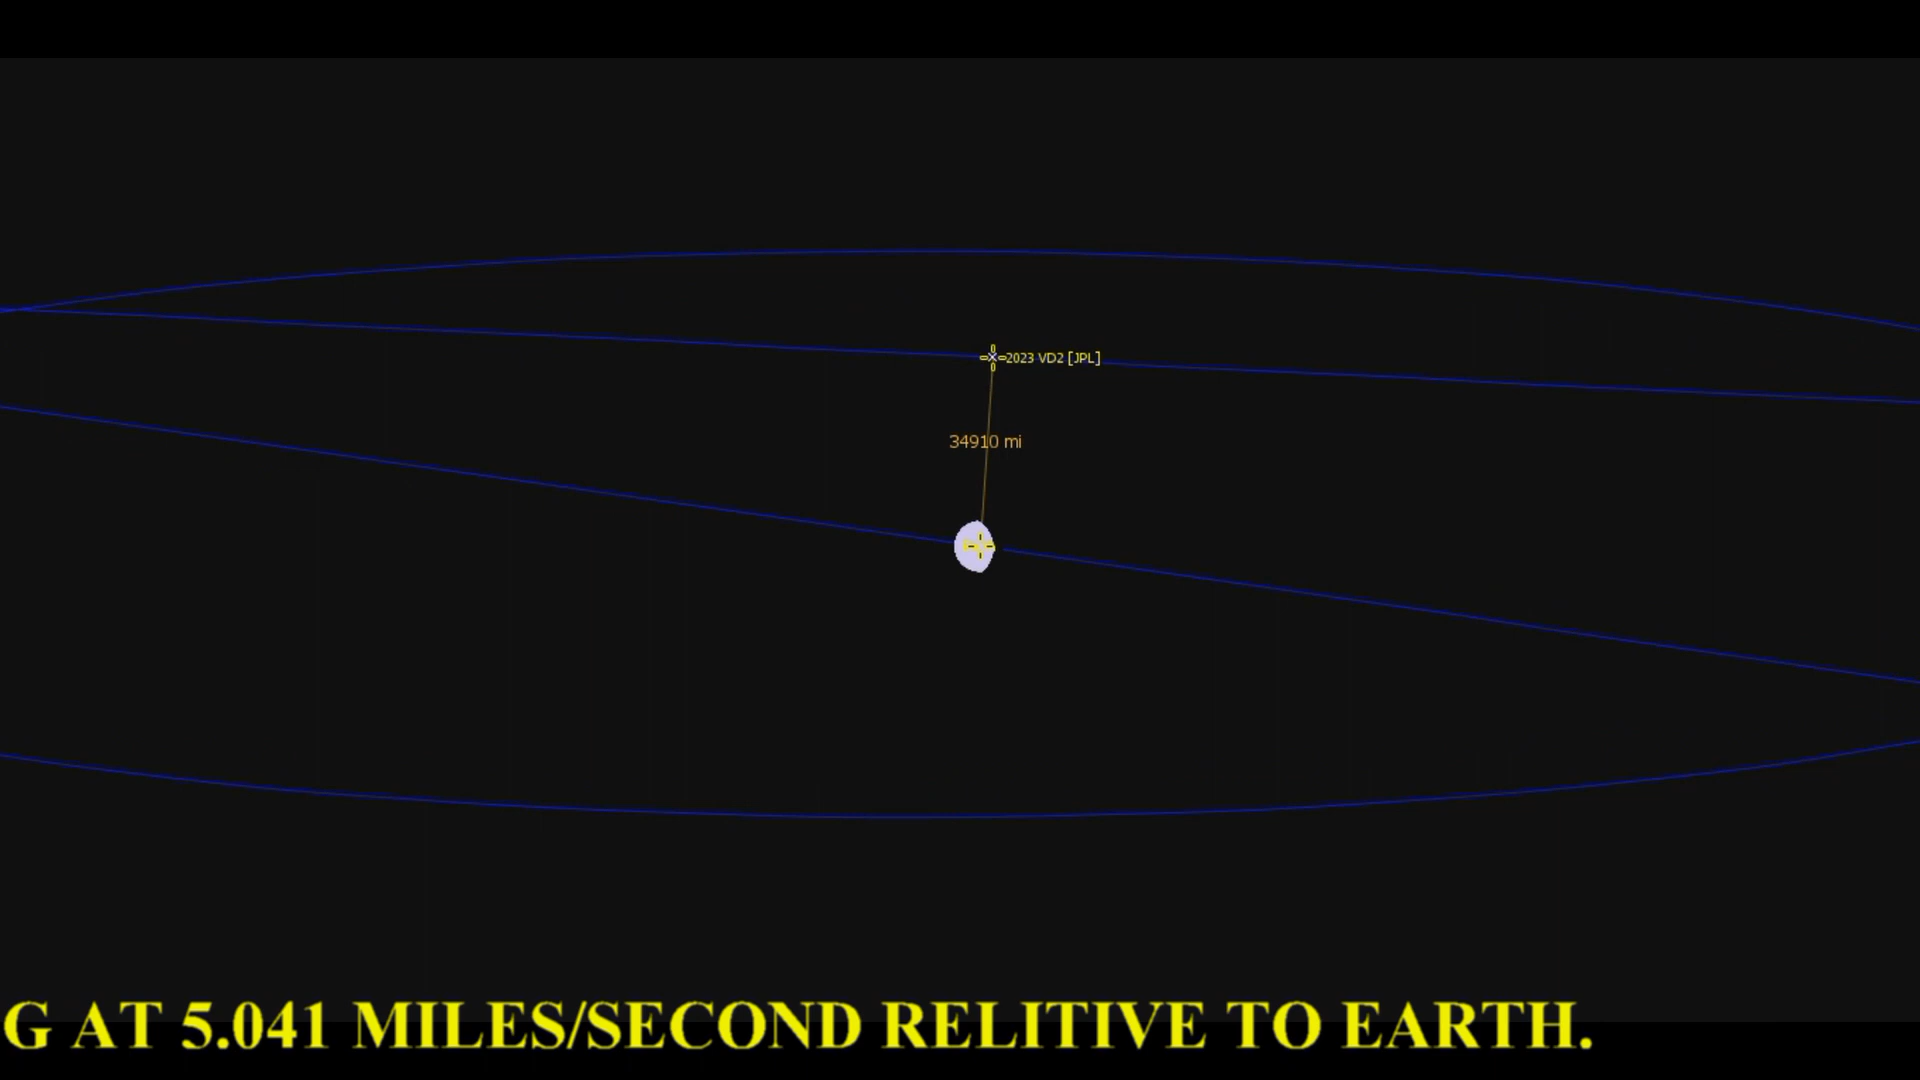 2023 VD2 [JPL]
34910 mi
G AT 5.041 MILES/SECOND RELITIVE TO EARTH.